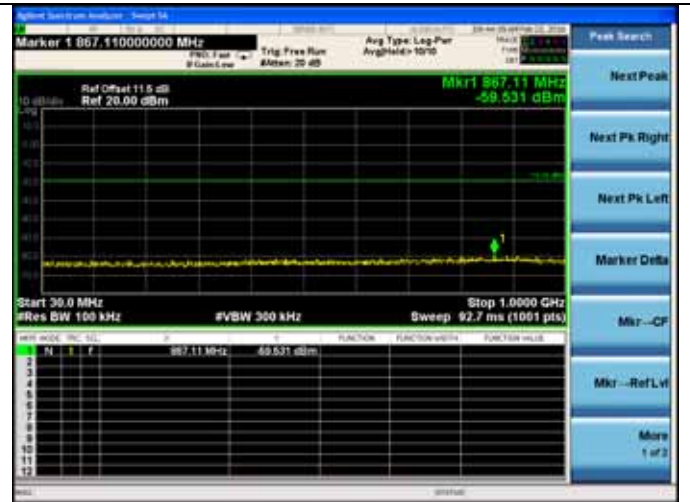 Agilent Spectrum Analyzer - Swept SA
Marker 1 867.110000000 MHz
PNO: Fast
IFGain:Low
Trig: Free Run
#Atten: 20 dB
Avg Type: Log-Pwr
Avg|Hold:> 10/10
Peak Search
Mkr1 867.11 MHz
-59.531 dBm
Ref Offset 11.5 dB
10 dB/div Ref 20.00 dBm
Log
1
Start 30.0 MHz
Stop 1.0000 GHz
#Res BW 100 kHz
#VBW 300 kHz
Sweep 92.7 ms (1001 pts)
MKR MODE TRC SCL X Y FUNCTION FUNCTION WIDTH FUNCTION VALUE
1 N 1 f 867.11 MHz -59.531 dBm
2
3
4
5
6
7
8
9
10
11
12
MSG
STATUS
Next Peak
Next Pk Right
Next Pk Left
Marker Delta
Mkr→CF
Mkr→Ref Lvl
More
1 of 2